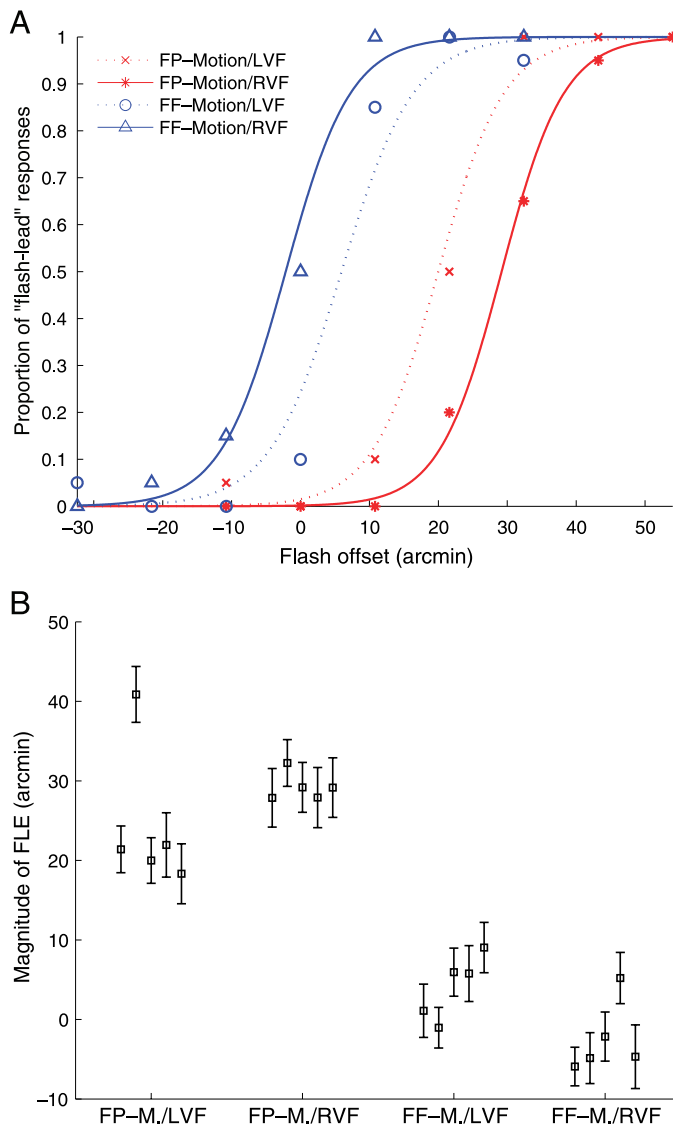 A
Proportion of "flash-lead" responses
1
0.9
0.8
0.7
0.6
0.5
0.4
0.3
0.2
0.1
0
FP–Motion/LVF
FP–Motion/RVF
FF–Motion/LVF
FF–Motion/RVF
–30 –20 –10 0 10 20 30 40 50
Flash offset (arcmin)
B
Magnitude of FLE (arcmin)
50
40
30
20
10
0
–10
FP–M./LVF FP–M./RVF FF–M./LVF FF–M./RVF